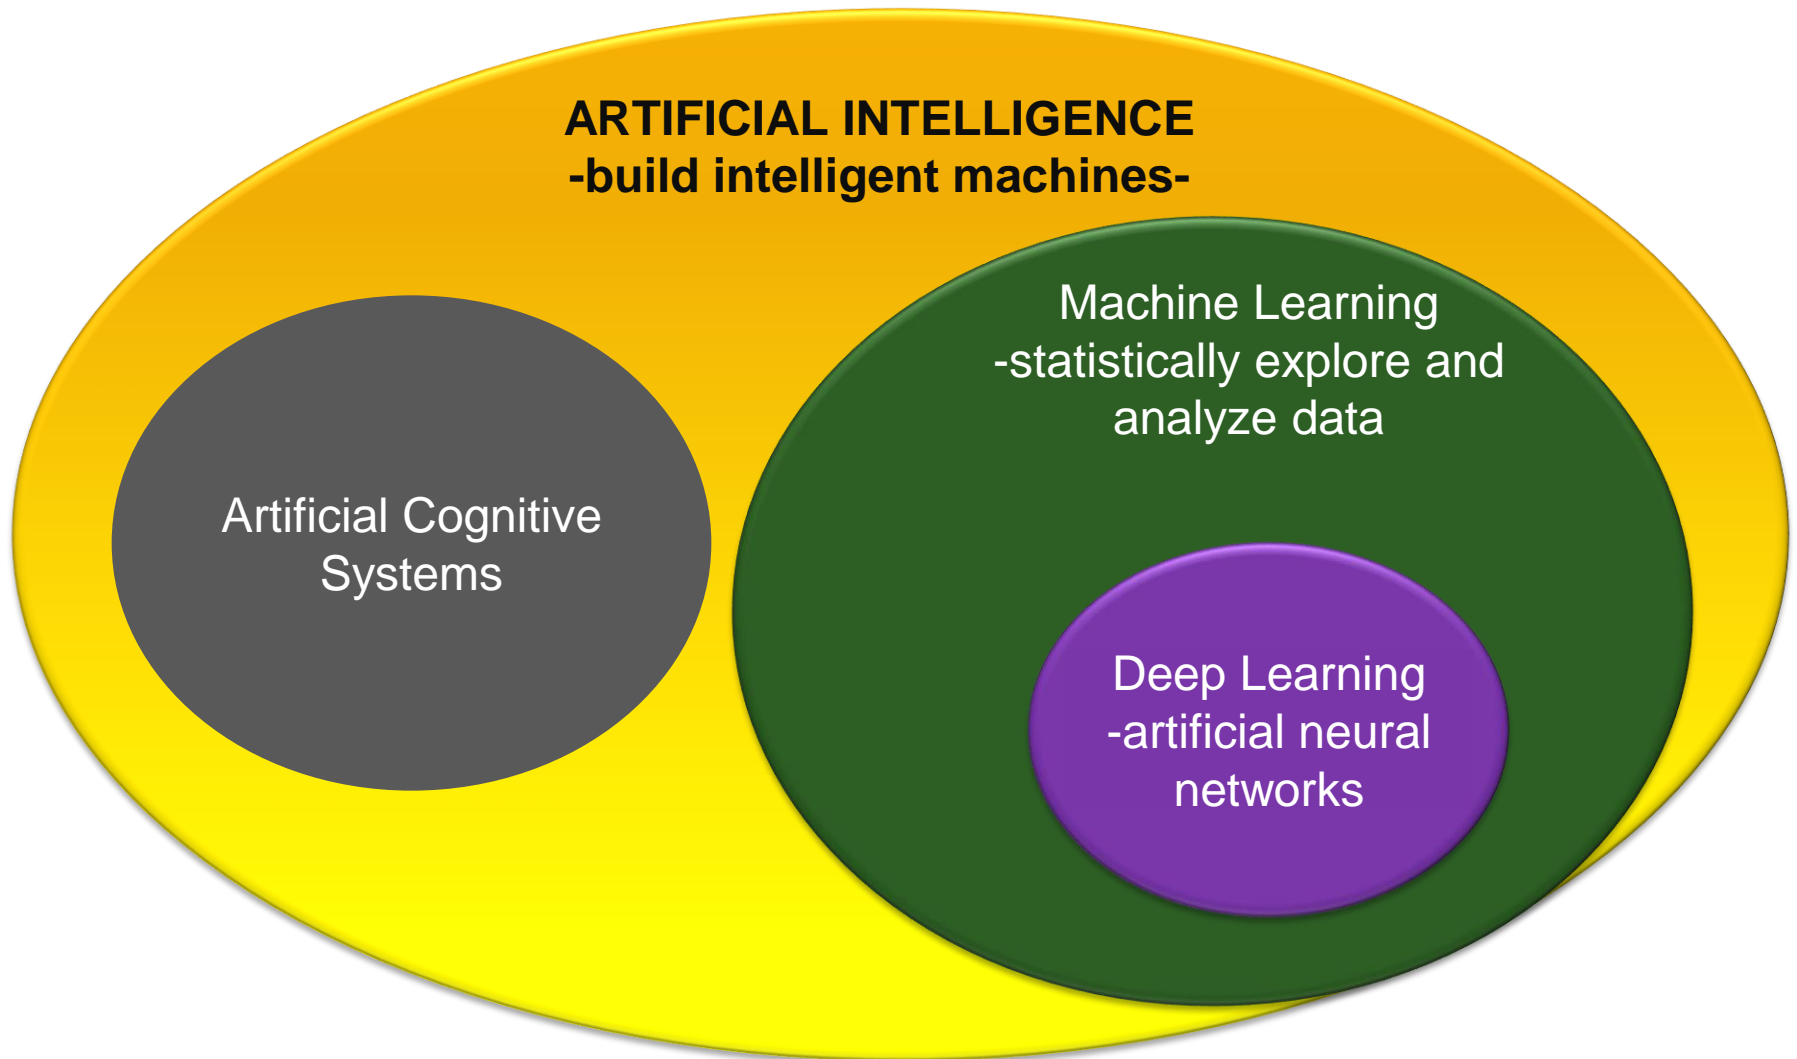 ARTIFICIAL INTELLIGENCE
-build intelligent machines-
Machine Learning
-statistically explore and
analyze data
Artificial Cognitive
Systems
Deep Learning
-artificial neural
networks